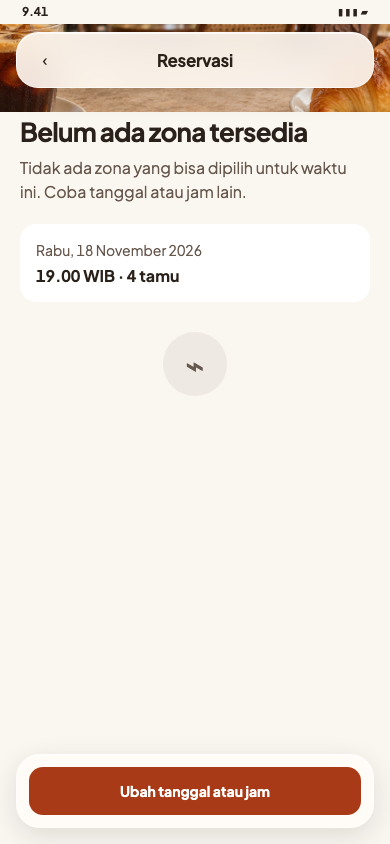 9.41
Reservasi
Belum ada zona tersedia
Tidak ada zona yang bisa dipilih untuk waktu
ini. Coba tanggal atau jam lain.
Rabu, 18 November 2026
19.00 WIB · 4 tamu
Ubah tanggal atau jam